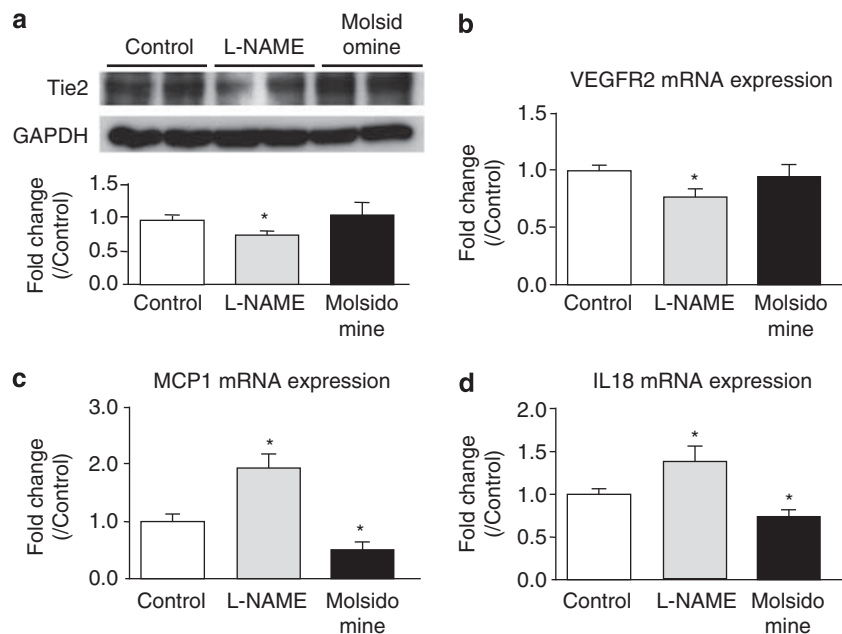 a
Control
L-NAME
Molsid
omine
Tie2
GAPDH
Fold change
(/Control)
1.5
1.0
0.5
0.0
*
Control
L-NAME
Molsido
mine
b
VEGFR2 mRNA expression
1.5
1.0
0.5
0.0
*
Control
L-NAME
Molsido
mine
c
MCP1 mRNA expression
Fold change
(/Control)
3.0
2.0
1.0
0.0
*
*
Control
L-NAME
Molsido
mine
d
IL18 mRNA expression
Fold change
(/Control)
2.0
1.5
1.0
0.5
0.0
*
*
Control
L-NAME
Molsido
mine